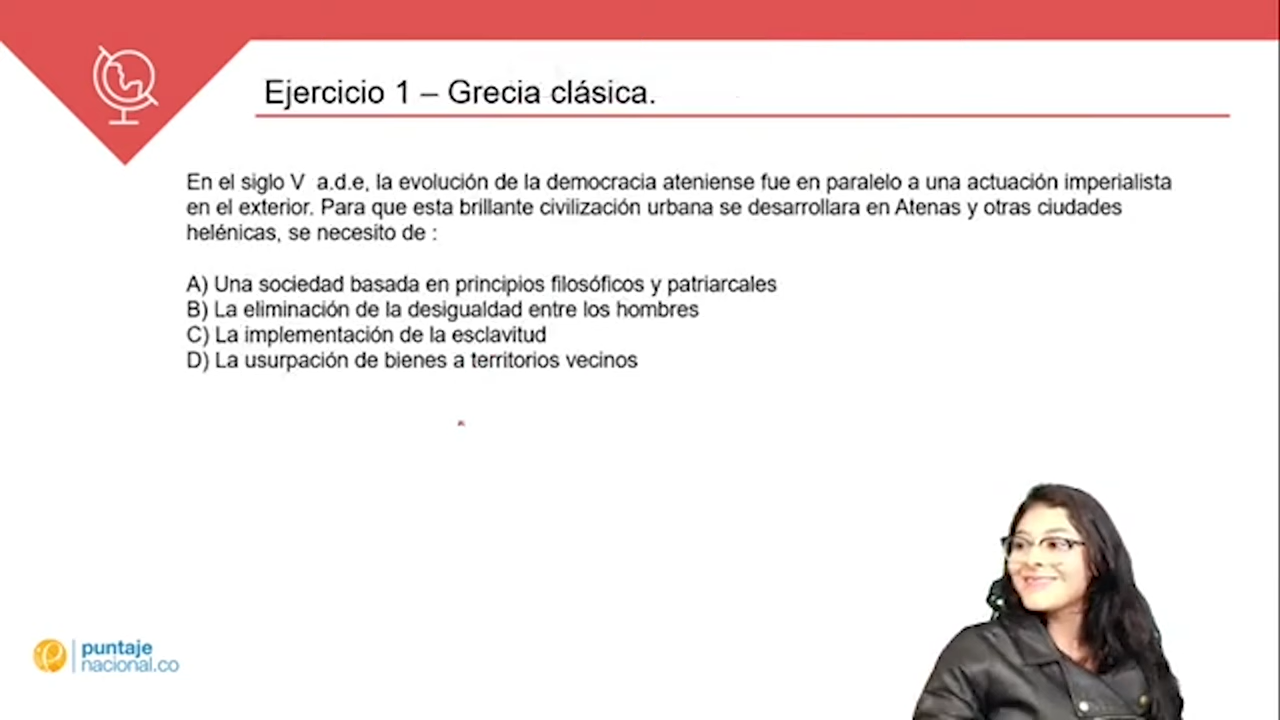 Ejercicio 1 – Grecia clásica.
En el siglo V  a.d.e, la evolución de la democracia ateniense fue en paralelo a una actuación imperialista
en el exterior. Para que esta brillante civilización urbana se desarrollara en Atenas y otras ciudades
helénicas, se necesito de :
A) Una sociedad basada en principios filosóficos y patriarcales
B) La eliminación de la desigualdad entre los hombres
C) La implementación de la esclavitud
D) La usurpación de bienes a territorios vecinos
puntaje
nacional.co